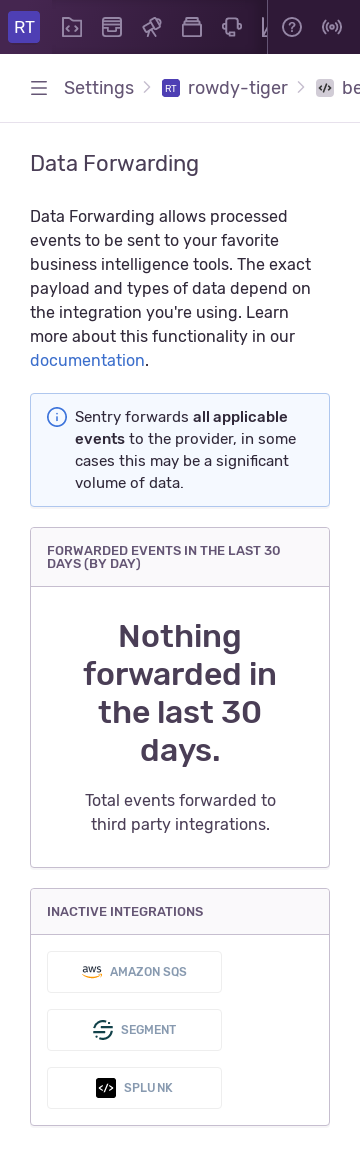 RT
Settings
RT
rowdy-tiger
be
Data Forwarding
Data Forwarding allows processed
events to be sent to your favorite
business intelligence tools. The exact
payload and types of data depend on
the integration you're using. Learn
more about this functionality in our
documentation.
Sentry forwards all applicable
events to the provider, in some
cases this may be a significant
volume of data.
FORWARDED EVENTS IN THE LAST 30
DAYS (BY DAY)
Nothing
forwarded in
the last 30
days.
Total events forwarded to
third party integrations.
INACTIVE INTEGRATIONS
aws AMAZON SQS
SEGMENT
SPLUNK